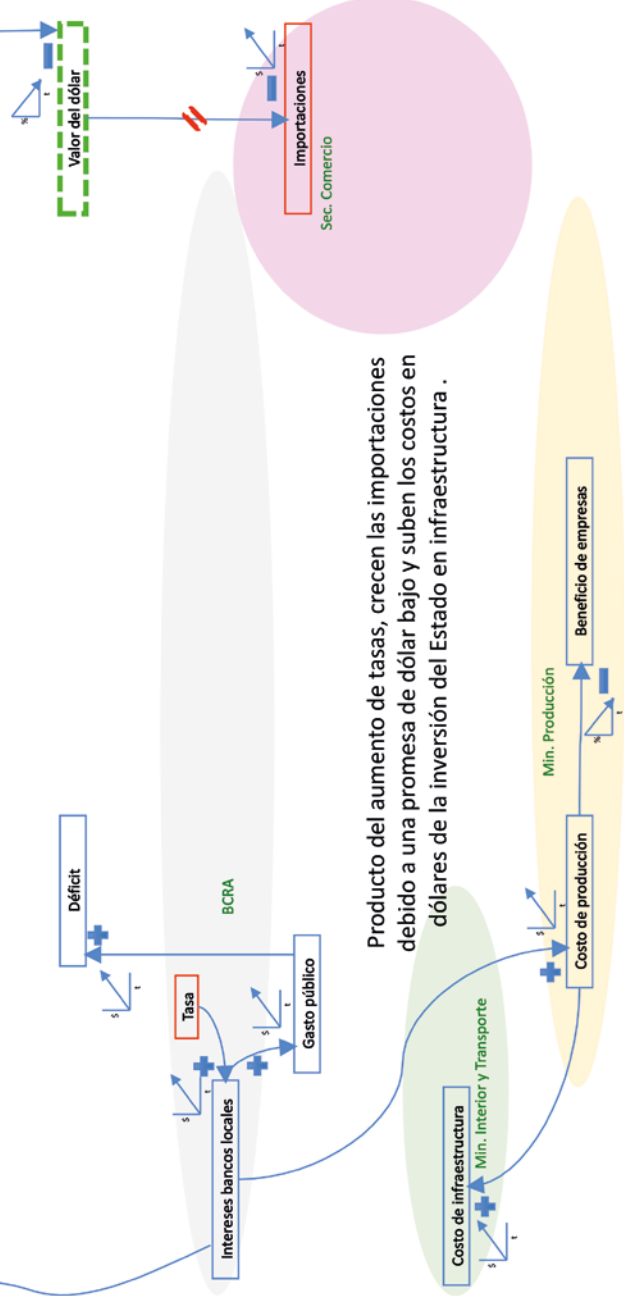 Déficit
%
t
Valor del dólar
$
t
Tasa
$
t
Intereses bancos locales
$
t
Gasto público
BCRA
$
t
Importaciones
Sec. Comercio
Producto del aumento de tasas, crecen las importaciones
debido a una promesa de dólar bajo y suben los costos en
dólares de la inversión del Estado en infraestructura .
Costo de infraestructura
Min. Interior y Transporte
$
t
$
t
Costo de producción
Min. Producción
Beneficio de empresas
%
t